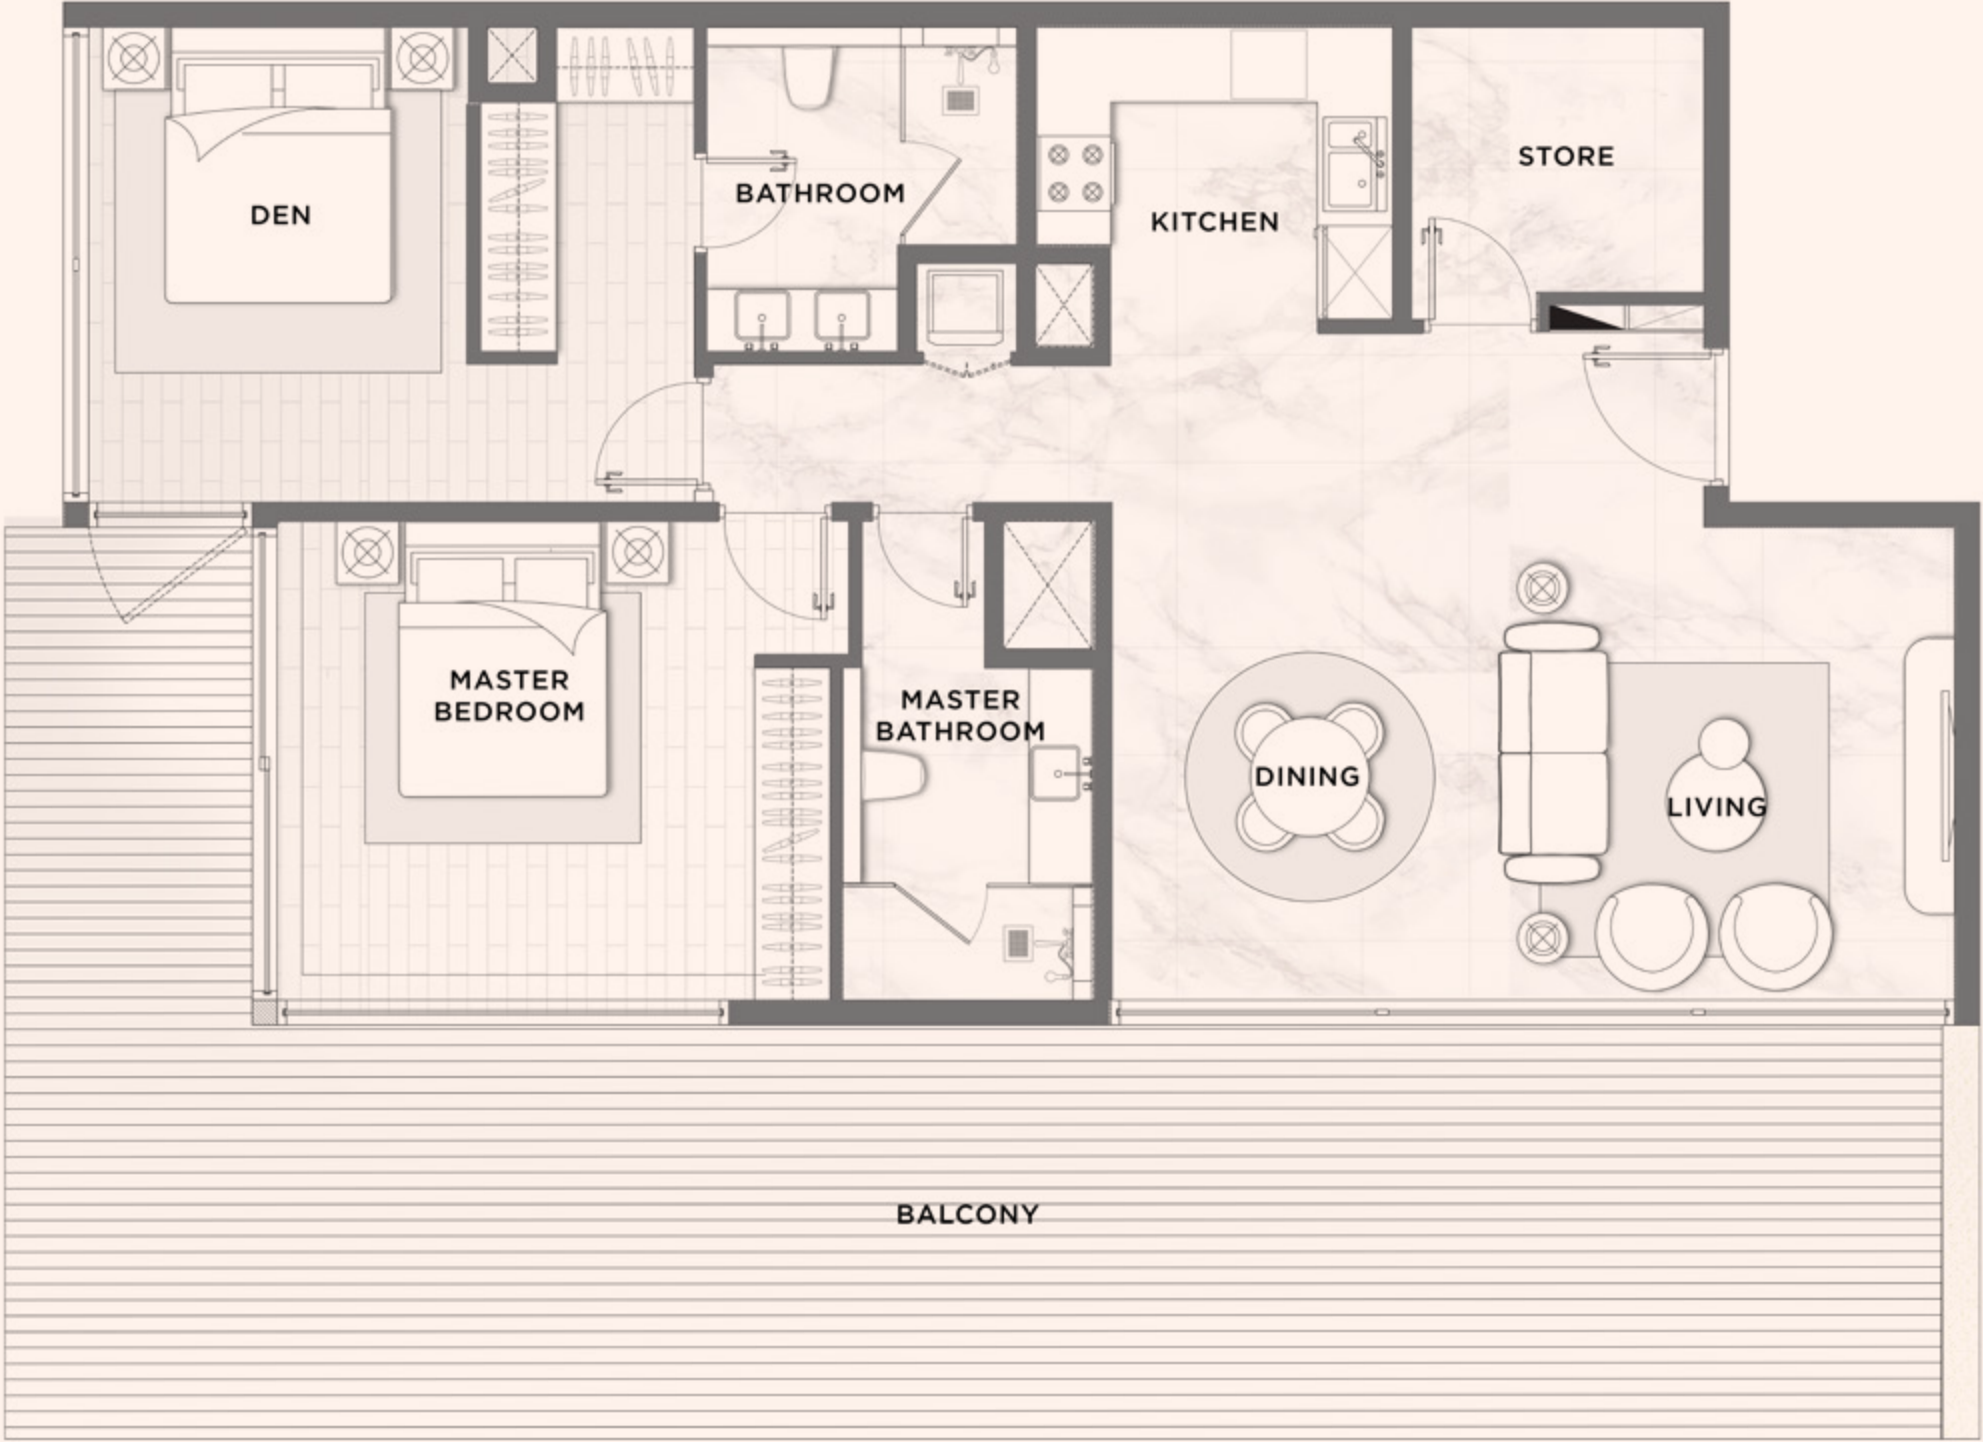 STORE
BATHROOM
DEN
KITCHEN
MASTER
BEDROOM
MASTER
BATHROOM
DINING
LIVING
BALCONY